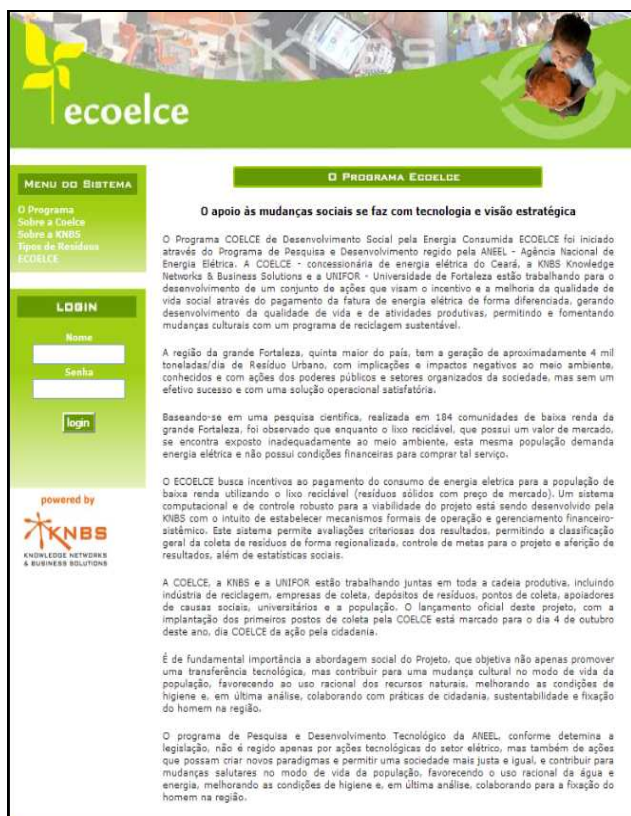 KNBS
ecoelce
MENU DO SISTEMA
O Programa
Sobre a Coelce
Sobre a KNBS
Tipos de Resíduos
ECOELCE
LOGIN
Nome
Senha
login
powered by
KNBS
KNOWLEDGE NETWORKS
& BUSINESS SOLUTIONS
O PROGRAMA ECOELCE
O apoio às mudanças sociais se faz com tecnologia e visão estratégica
O Programa COELCE de Desenvolvimento Social pela Energia Consumida ECOELCE foi iniciado
através do Programa de Pesquisa e Desenvolvimento regido pela ANEEL - Agência Nacional de
Energia Elétrica. A COELCE - concessionária de energia elétrica do Ceará, a KNBS Knowledge
Networks & Business Solutions e a UNIFOR - Universidade de Fortaleza estão trabalhando para o
desenvolvimento de um conjunto de ações que visam o incentivo e a melhoria da qualidade de
vida social através do pagamento da fatura de energia elétrica de forma diferenciada, gerando
desenvolvimento da qualidade de vida e de atividades produtivas, permitindo e fomentando
mudanças culturais com um programa de reciclagem sustentável.
A região da grande Fortaleza, quinta maior do país, tem a geração de aproximadamente 4 mil
toneladas/dia de Resíduo Urbano, com implicações e impactos negativos ao meio ambiente,
conhecidos e com ações dos poderes públicos e setores organizados da sociedade, mas sem um
efetivo sucesso e com uma solução operacional satisfatória.
Baseando-se em uma pesquisa cientifica, realizada em 184 comunidades de baixa renda da
grande Fortaleza, foi observado que enquanto o lixo reciclável, que possui um valor de mercado,
se encontra exposto inadequadamente ao meio ambiente, esta mesma população demanda
energia elétrica e não possui condições financeiras para comprar tal serviço.
O ECOELCE busca incentivos ao pagamento do consumo de energia eletrica para a população de
baixa renda utilizando o lixo reciclável (resíduos sólidos com preço de mercado). Um sistema
computacional e de controle robusto para a viabilidade do projeto está sendo desenvolvido pela
KNBS com o intuito de estabelecer mecanismos formais de operação e gerenciamento financeiro-
sistêmico. Este sistema permite avaliações criteriosas dos resultados, permitindo a classificação
geral da coleta de resíduos de forma regionalizada, controle de metas para o projeto e aferição de
resultados, além de estatísticas sociais.
A COELCE, a KNBS e a UNIFOR estão trabalhando juntas em toda a cadeia produtiva, incluindo
indústria de reciclagem, empresas de coleta, depósitos de resíduos, pontos de coleta, apoiadores
de causas sociais, universitários e a população. O lançamento oficial deste projeto, com a
implantação dos primeiros postos de coleta pela COELCE está marcado para o dia 4 de outubro
deste ano, dia COELCE da ação pela cidadania.
É de fundamental importância a abordagem social do Projeto, que objetiva não apenas promover
uma transferência tecnológica, mas contribuir para uma mudança cultural no modo de vida da
população, favorecendo ao uso racional dos recursos naturais, melhorando as condições de
higiene e, em última análise, colaborando com práticas de cidadania, sustentabilidade e fixação
do homem na região.
O programa de Pesquisa e Desenvolvimento Tecnológico da ANEEL, conforme detemina a
legislação, não é regido apenas por ações tecnológicas do setor elétrico, mas também de ações
que possam criar novos paradigmas e permitir uma sociedade mais justa e igual, e contribuir para
mudanças salutares no modo de vida da população, favorecendo o uso racional da água e
energia, melhorando as condições de higiene e, em última análise, colaborando para a fixação do
homem na região.